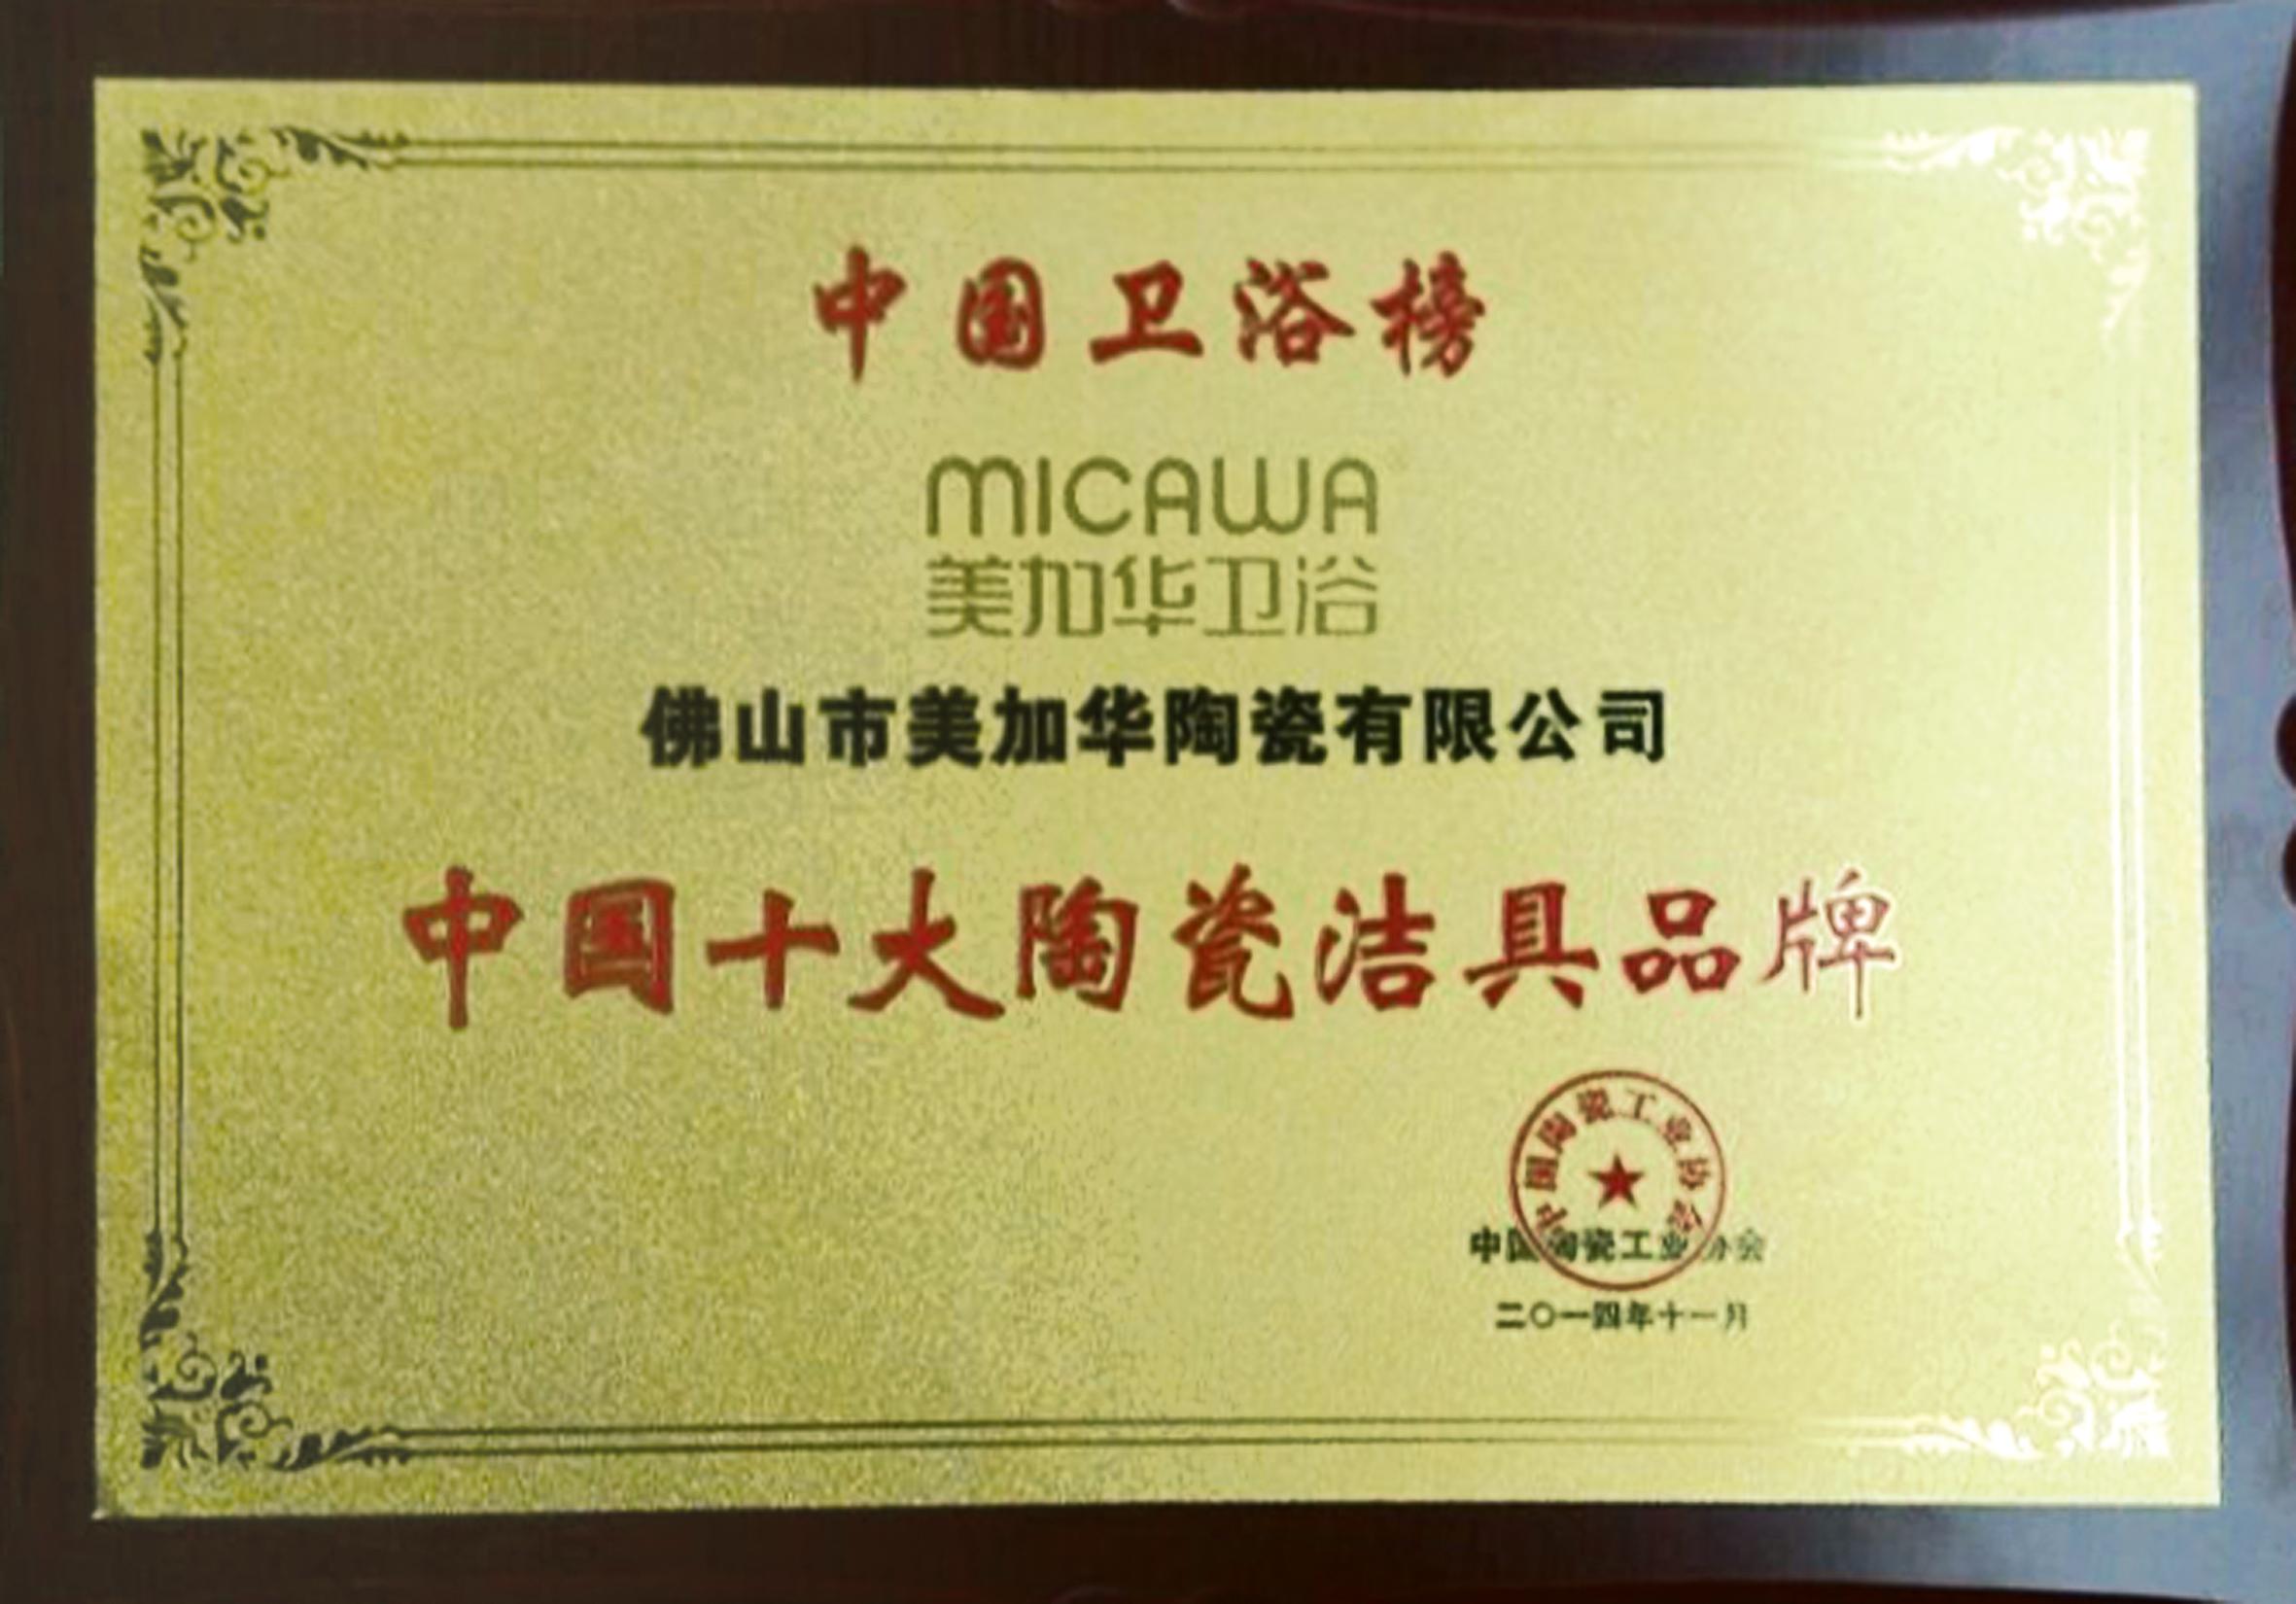 中国卫浴榜
MICAWA
美加华卫浴
佛山市美加华陶瓷有限公司
中国十大陶瓷洁具品牌
中国陶瓷工业协会
中国陶瓷工业协会
二〇一四年十一月